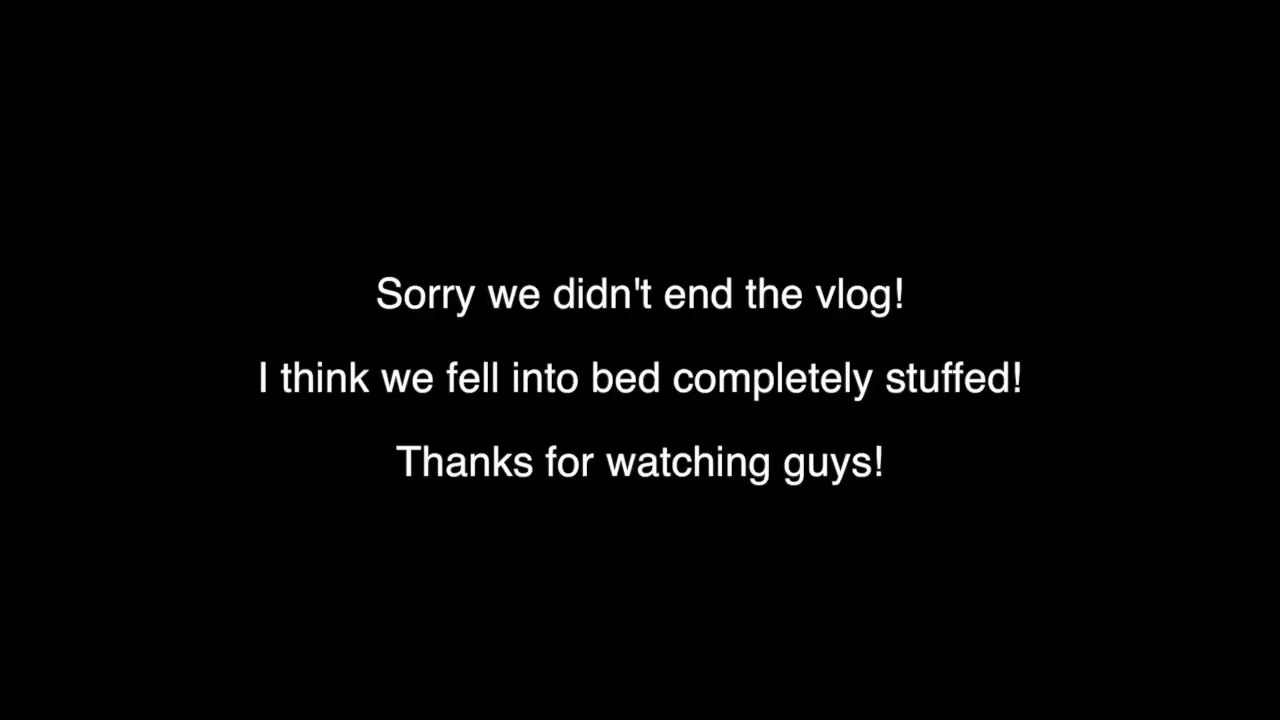 Sorry we didn't end the vlog!
I think we fell into bed completely stuffed!
Thanks for watching guys!